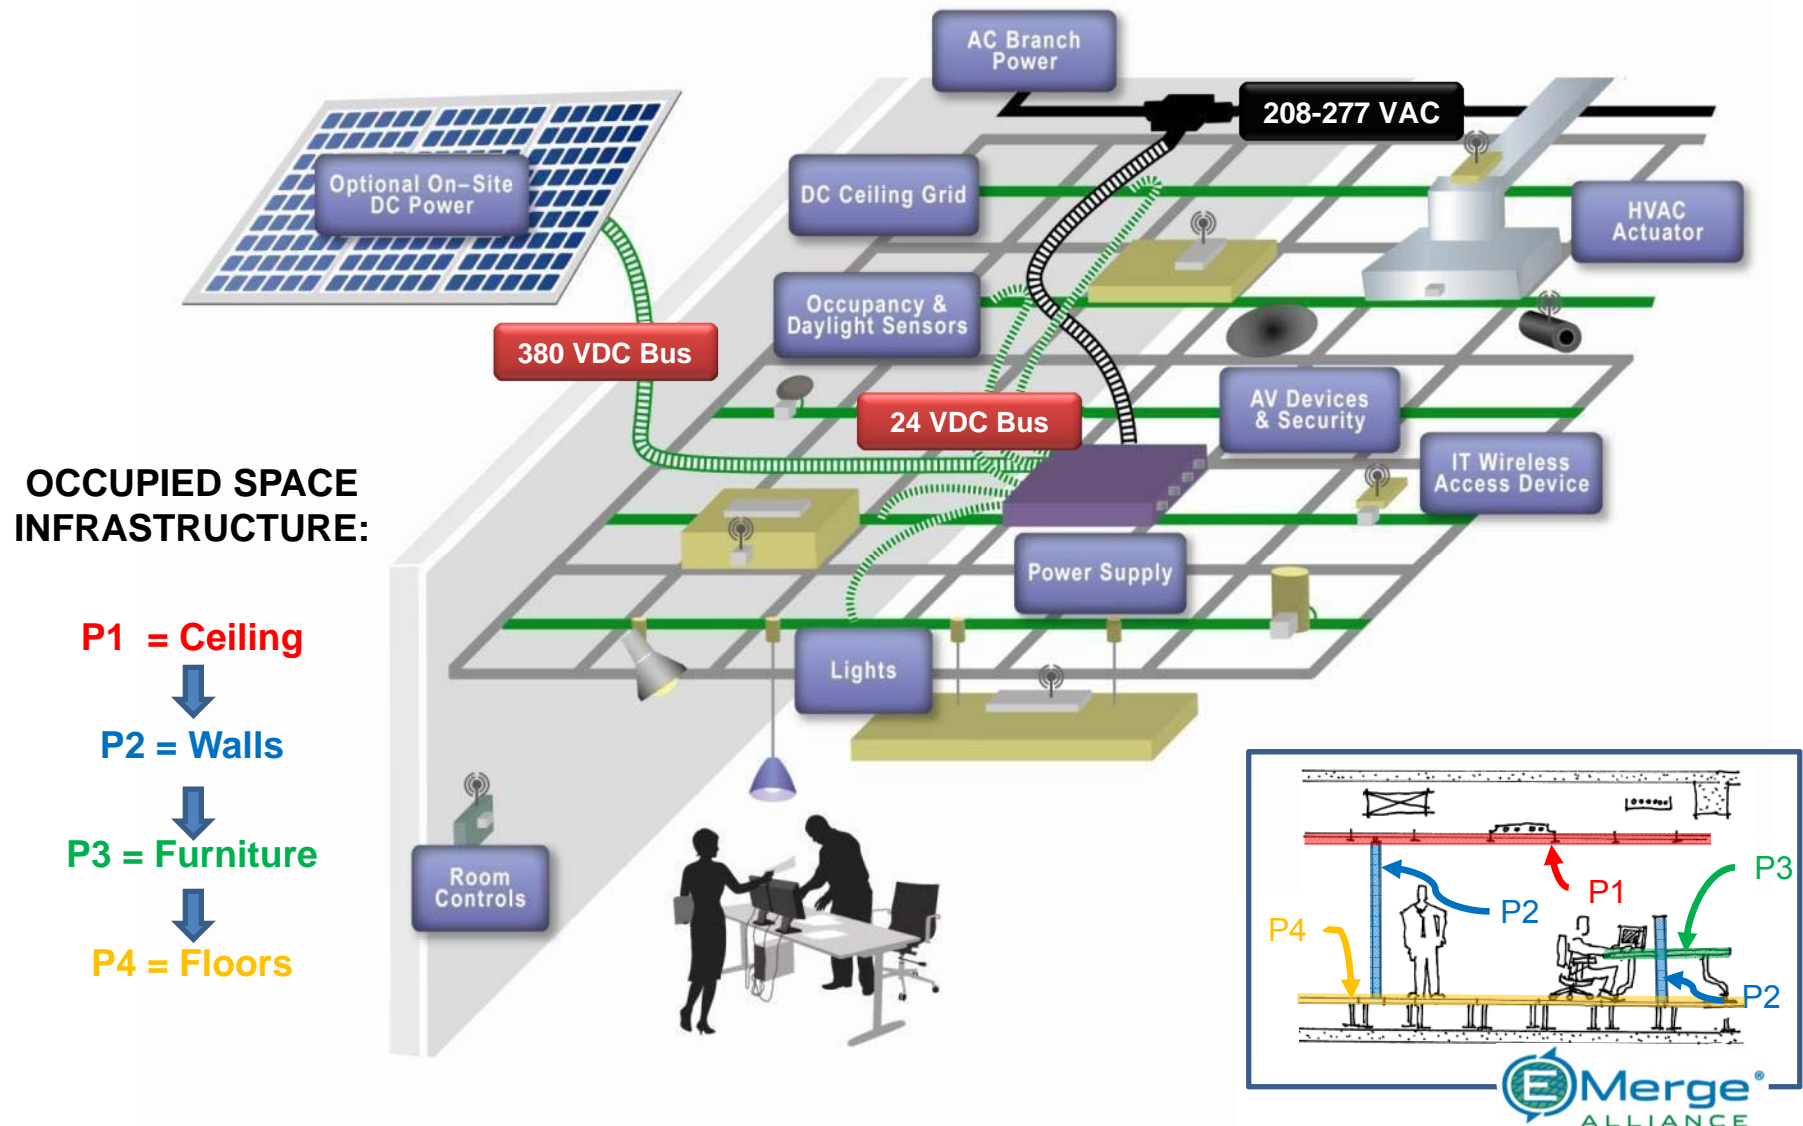 AC Branch
Power
208-277 VAC
Optional On-Site
DC Power
DC Ceiling Grid
HVAC
Actuator
Occupancy &
Daylight Sensors
380 VDC Bus
24 VDC Bus
AV Devices
& Security
IT Wireless
Access Device
OCCUPIED SPACE
INFRASTRUCTURE:
Power Supply
P1 = Ceiling
Lights
P2 = Walls
P3 = Furniture
Room
Controls
P4 = Floors
P3
P1
P2
P4
P2
EMerge®
ALLIANCE